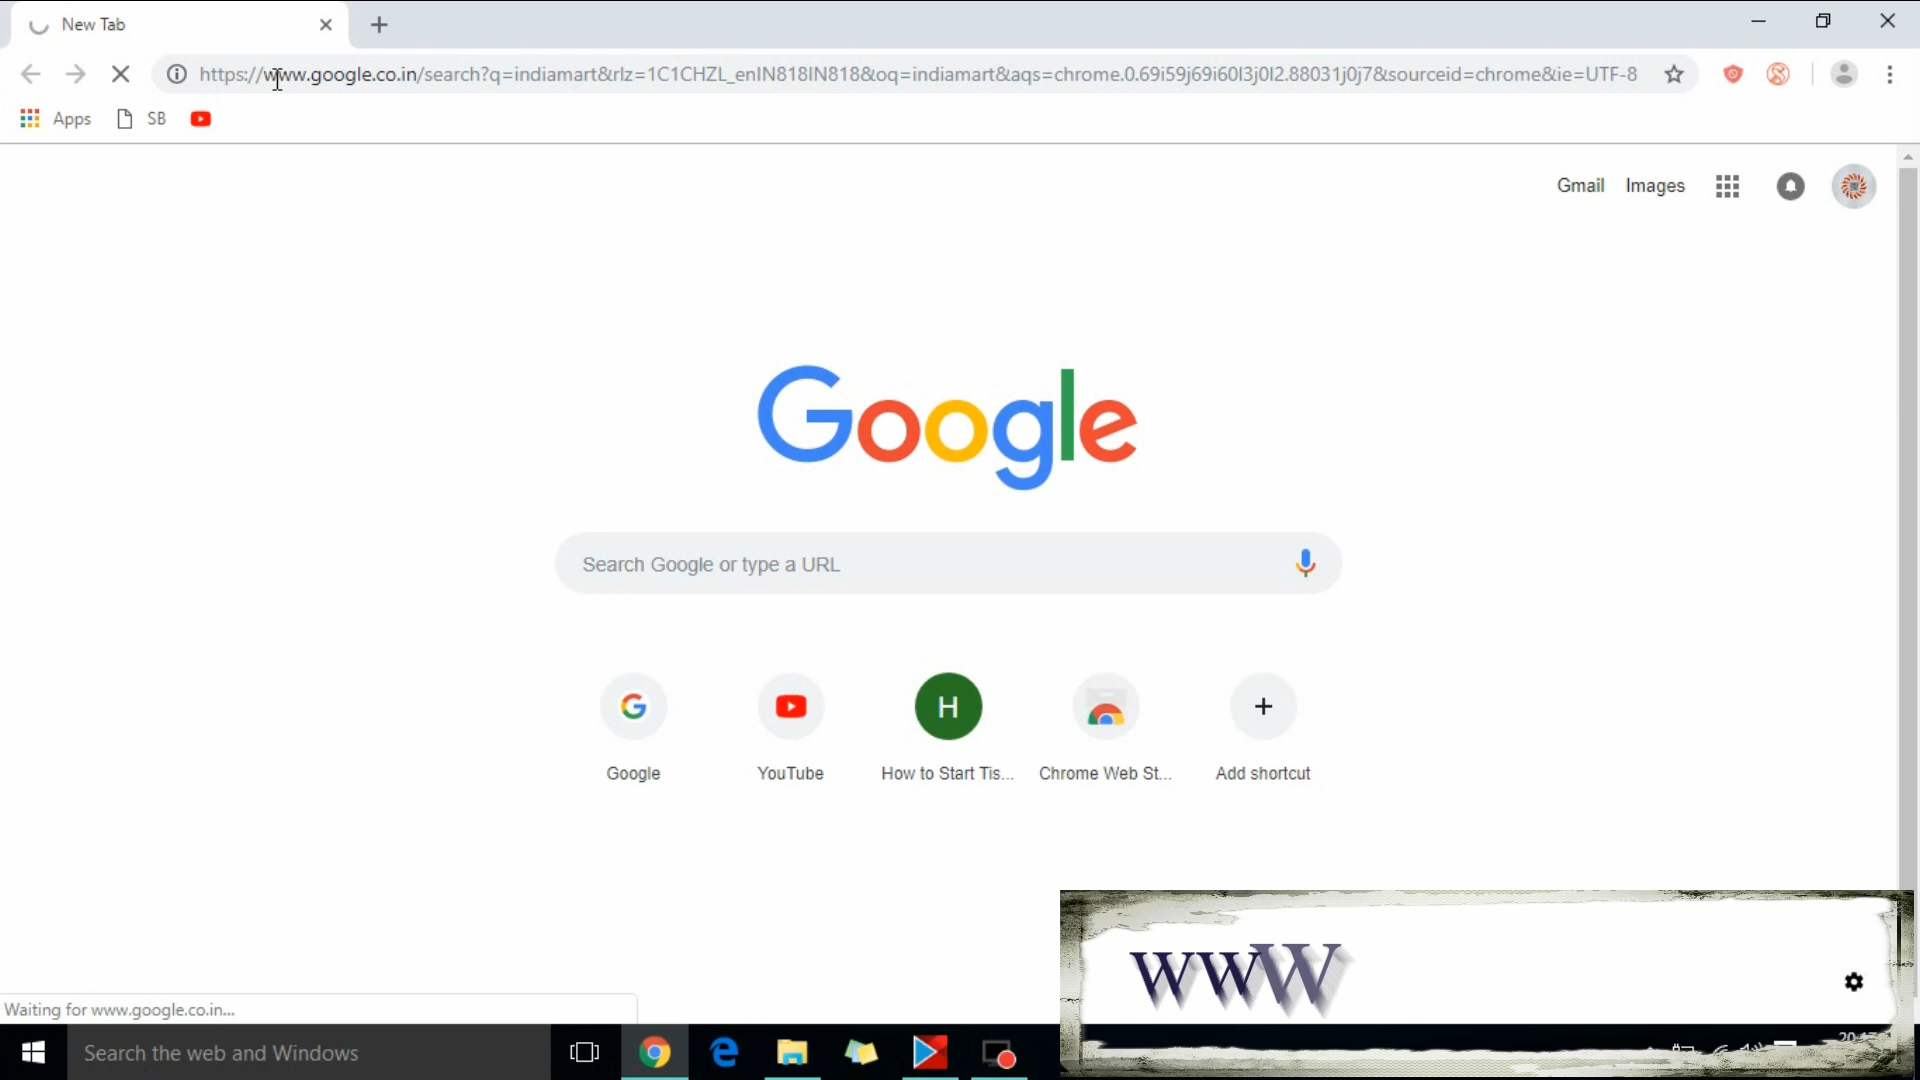 New Tab
https://www.google.co.in/search?q=indiamart&rlz=1C1CHZL_enIN818IN818&oq=indiamart&aqs=chrome.0.69i59j69i60l3j0l2.88031j0j7&sourceid=chrome&ie=UTF-8
Apps SB
Gmail Images
Google
Search Google or type a URL
H
Google YouTube How to Start Tis... Chrome Web St... Add shortcut
wwW
Waiting for www.google.co.in...
Search the web and Windows